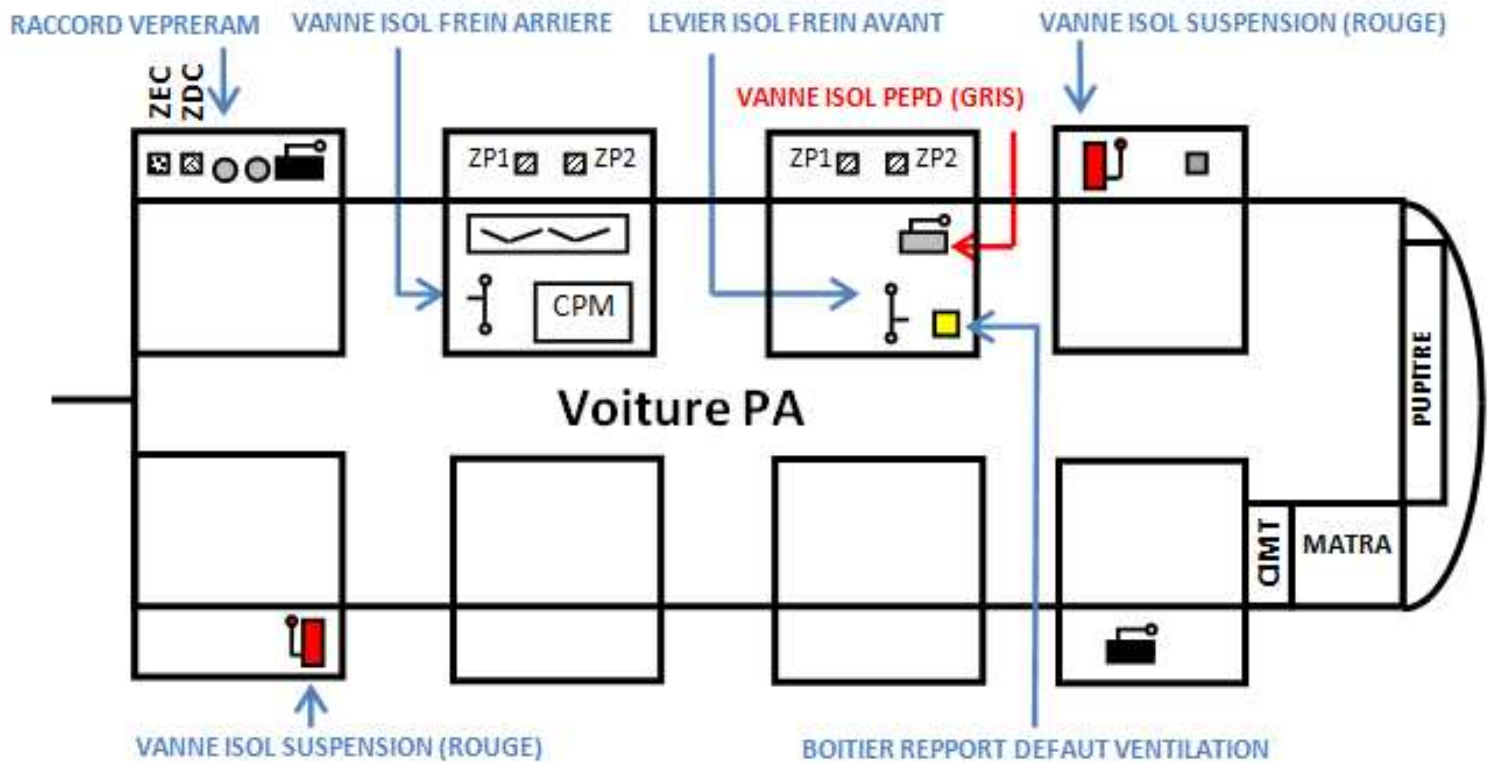 RACCORD VEPRERAM
VANNE ISOL FREIN ARRIERE
LEVIER ISOL FREIN AVANT
VANNE ISOL SUSPENSION (ROUGE)
ZEC
ZDC
VANNE ISOL PEPD (GRIS)
ZP1
ZP2
ZP1
ZP2
CPM
PUPITRE
Voiture PA
CIMT
MATRA
VANNE ISOL SUSPENSION (ROUGE)
BOITIER REPPORT DEFAUT VENTILATION